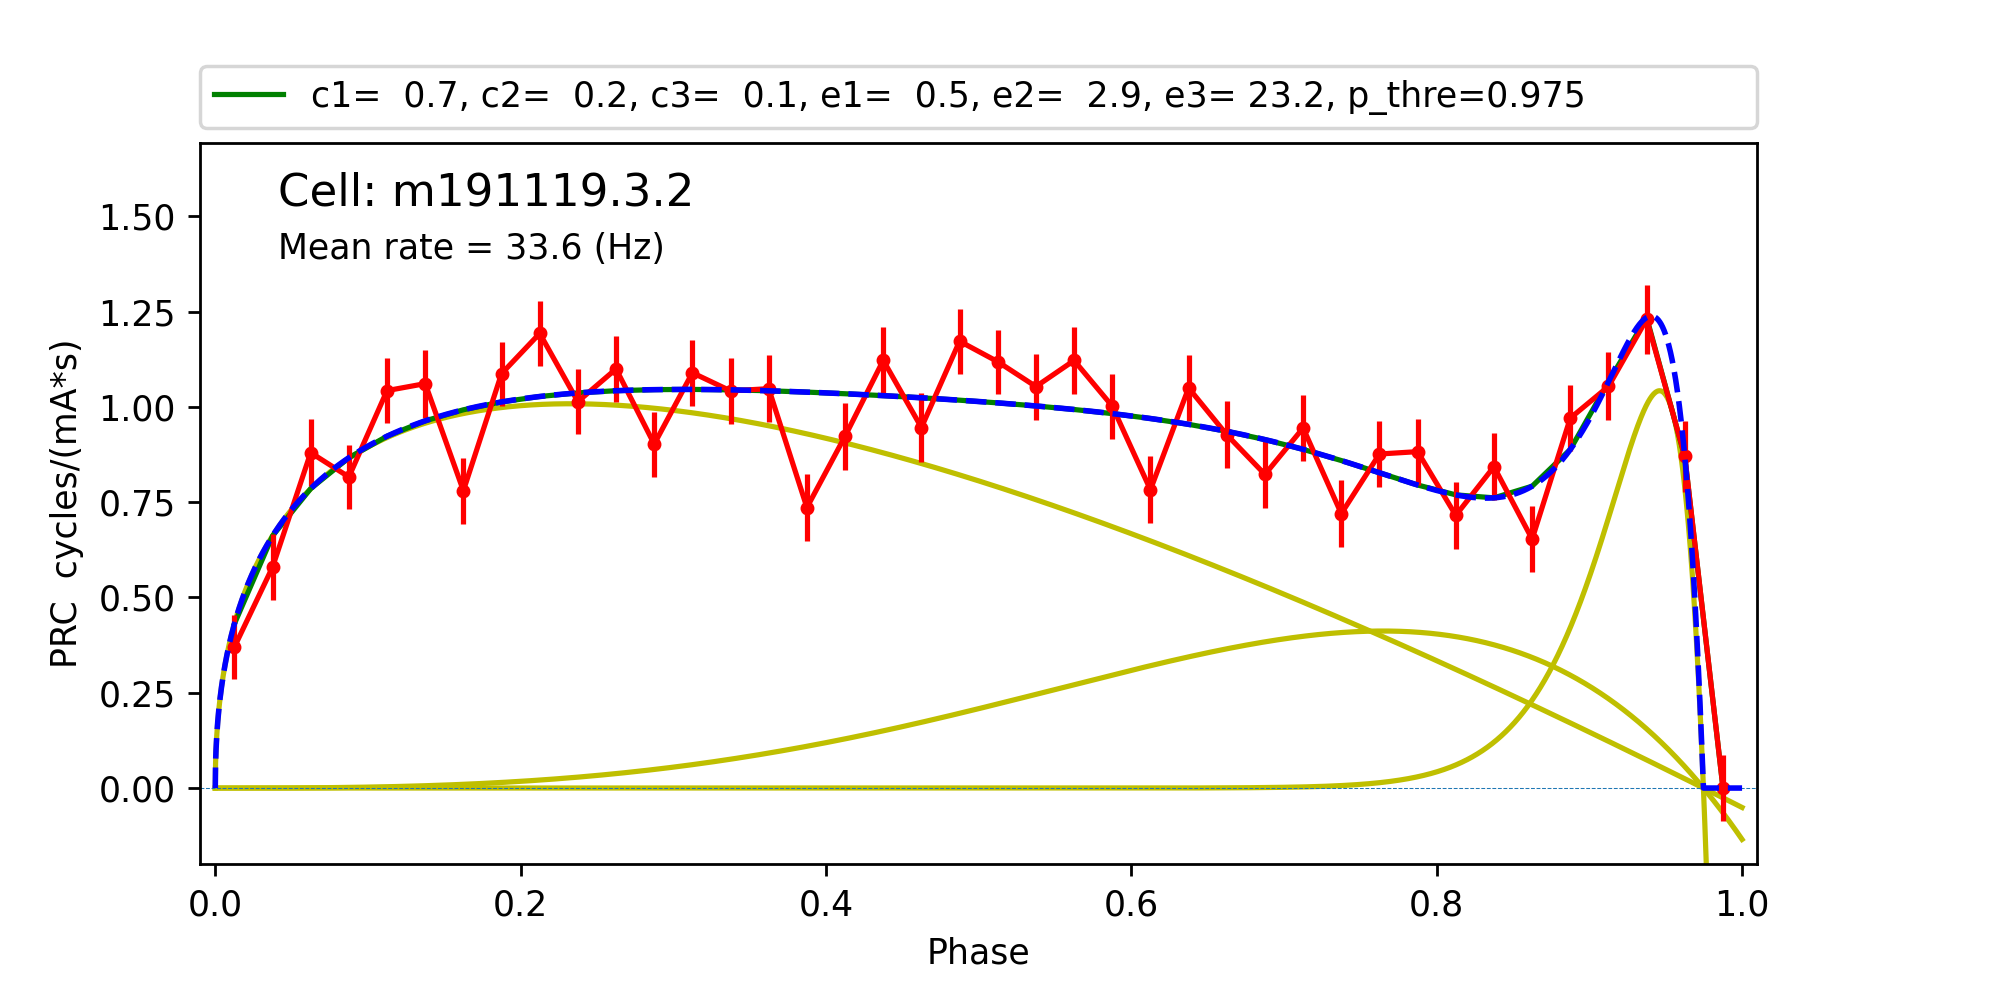 c1= 0.7, c2= 0.2, c3= 0.1, e1= 0.5, e2= 2.9, e3= 23.2, p_thre=0.975
Cell: m191119.3.2
Mean rate = 33.6 (Hz)
PRC cycles/(mA*s)
1.50
1.25
1.00
0.75
0.50
0.25
0.00
0.0 0.2 0.4 0.6 0.8 1.0
Phase